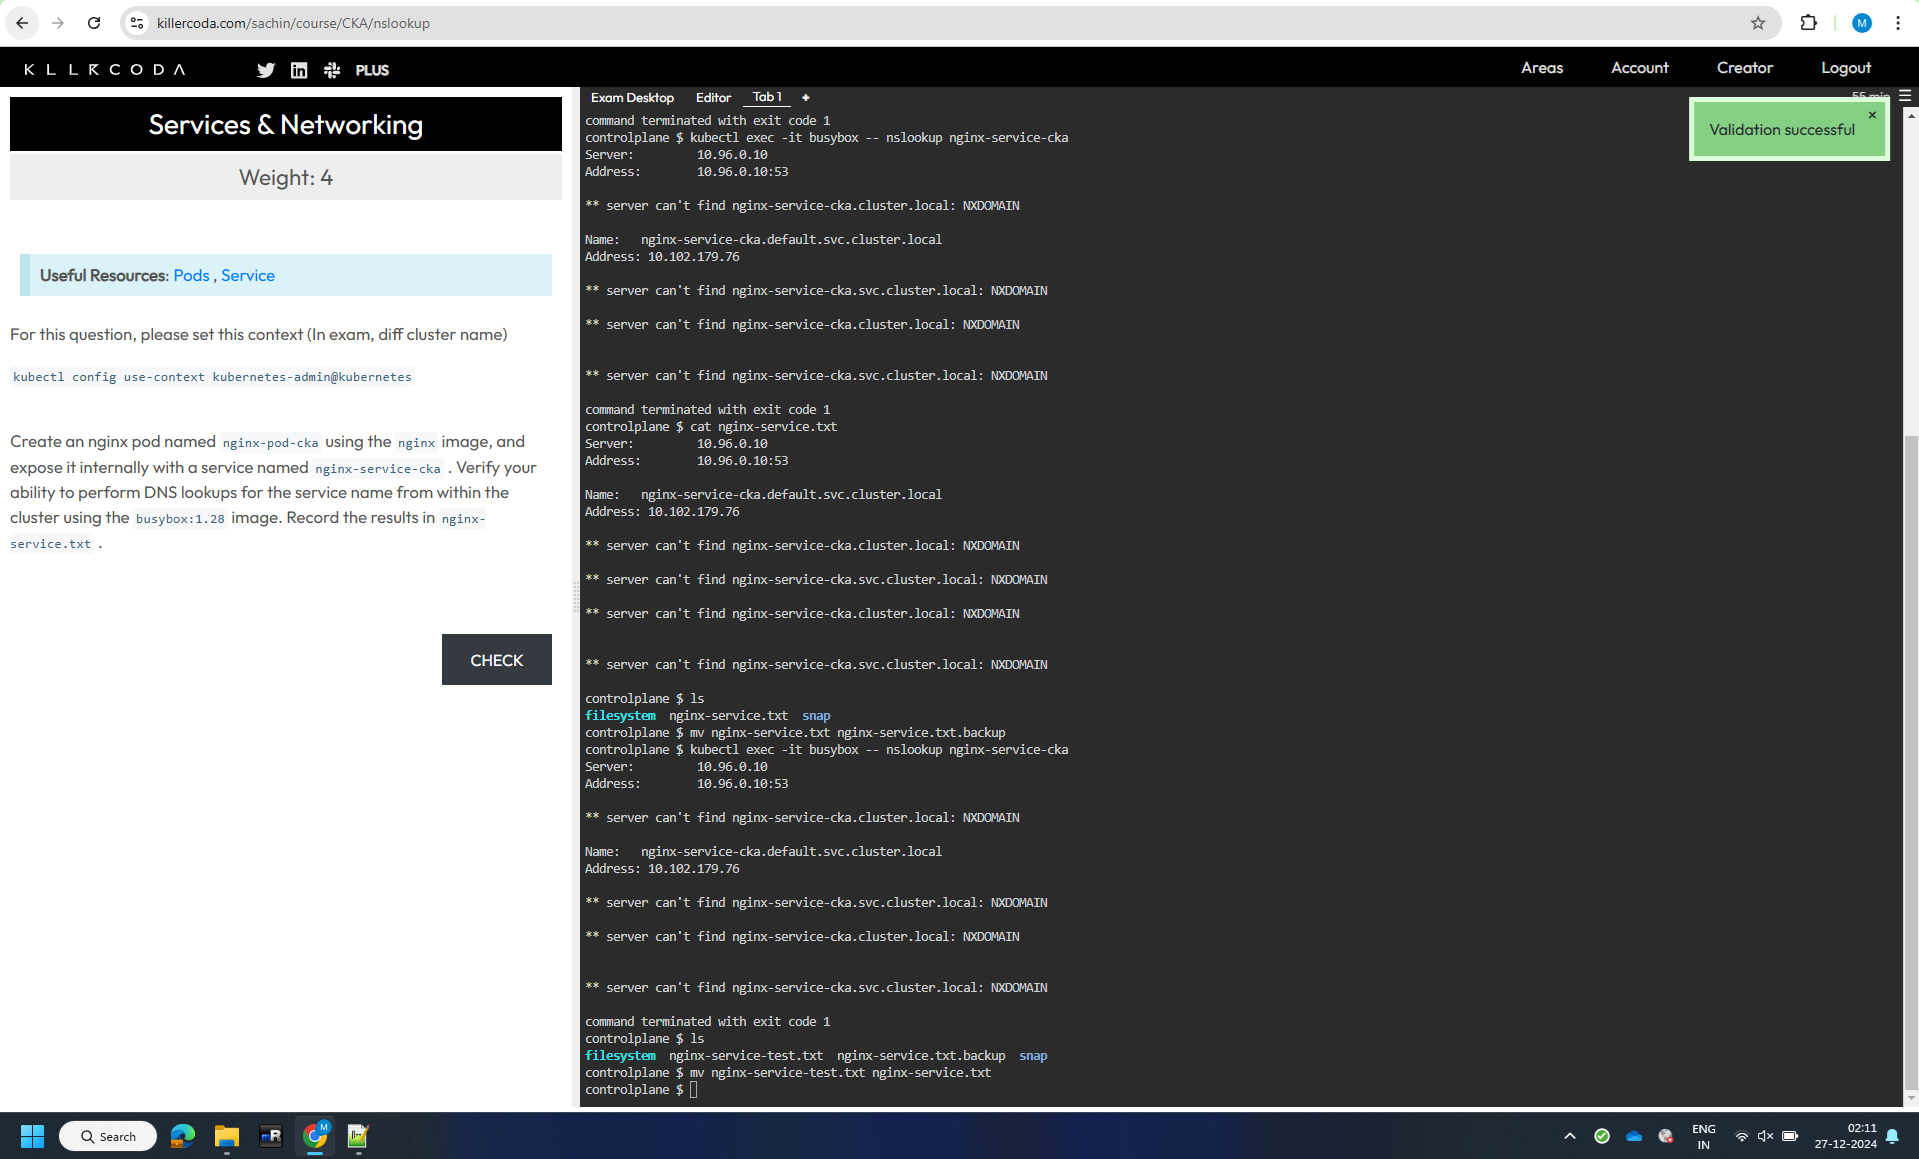 killercoda.com/sachin/course/CKA/nslookup
M
KLLRCODA
PLUS
Areas Account Creator Logout
Services & Networking
Weight: 4
Useful Resources: Pods , Service
For this question, please set this context (In exam, diff cluster name)
kubectl config use-context kubernetes-admin@kubernetes
Create an nginx pod named nginx-pod-cka using the nginx image, and
expose it internally with a service named nginx-service-cka . Verify your
ability to perform DNS lookups for the service name from within the
cluster using the busybox:1.28 image. Record the results in nginx-
service.txt .
CHECK
Exam Desktop Editor Tab 1 +
55 min
Validation successful ×
command terminated with exit code 1
controlplane $ kubectl exec -it busybox -- nslookup nginx-service-cka
Server: 10.96.0.10
Address: 10.96.0.10:53
** server can't find nginx-service-cka.cluster.local: NXDOMAIN
Name: nginx-service-cka.default.svc.cluster.local
Address: 10.102.179.76
** server can't find nginx-service-cka.svc.cluster.local: NXDOMAIN
** server can't find nginx-service-cka.cluster.local: NXDOMAIN
** server can't find nginx-service-cka.svc.cluster.local: NXDOMAIN
command terminated with exit code 1
controlplane $ cat nginx-service.txt
Server: 10.96.0.10
Address: 10.96.0.10:53
Name: nginx-service-cka.default.svc.cluster.local
Address: 10.102.179.76
** server can't find nginx-service-cka.cluster.local: NXDOMAIN
** server can't find nginx-service-cka.svc.cluster.local: NXDOMAIN
** server can't find nginx-service-cka.cluster.local: NXDOMAIN
** server can't find nginx-service-cka.svc.cluster.local: NXDOMAIN
controlplane $ ls
filesystem nginx-service.txt snap
controlplane $ mv nginx-service.txt nginx-service.txt.backup
controlplane $ kubectl exec -it busybox -- nslookup nginx-service-cka
Server: 10.96.0.10
Address: 10.96.0.10:53
** server can't find nginx-service-cka.cluster.local: NXDOMAIN
Name: nginx-service-cka.default.svc.cluster.local
Address: 10.102.179.76
** server can't find nginx-service-cka.svc.cluster.local: NXDOMAIN
** server can't find nginx-service-cka.cluster.local: NXDOMAIN
** server can't find nginx-service-cka.svc.cluster.local: NXDOMAIN
command terminated with exit code 1
controlplane $ ls
filesystem nginx-service-test.txt nginx-service.txt.backup snap
controlplane $ mv nginx-service-test.txt nginx-service.txt
controlplane $
Search
ENG
IN
02:11
27-12-2024